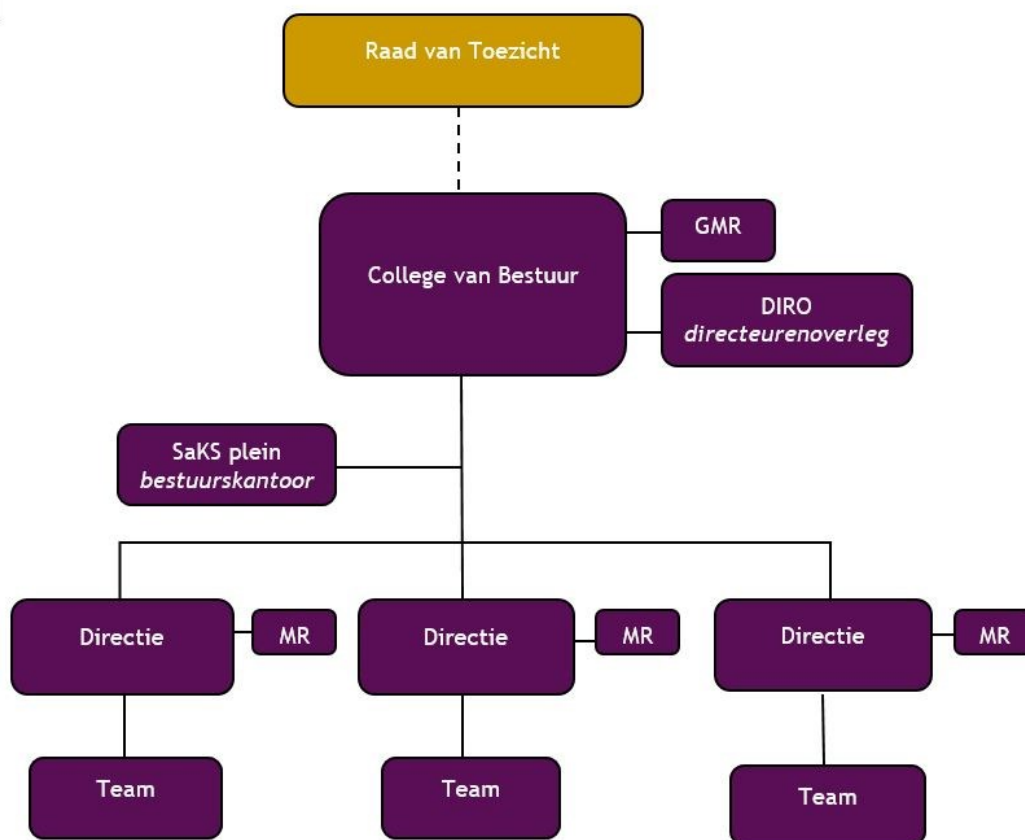 Raad van Toezicht
College van Bestuur
GMR
DIRO
directeurenoverleg
SaKS plein
bestuurskantoor
Directie
MR
Directie
MR
Directie
MR
Team
Team
Team